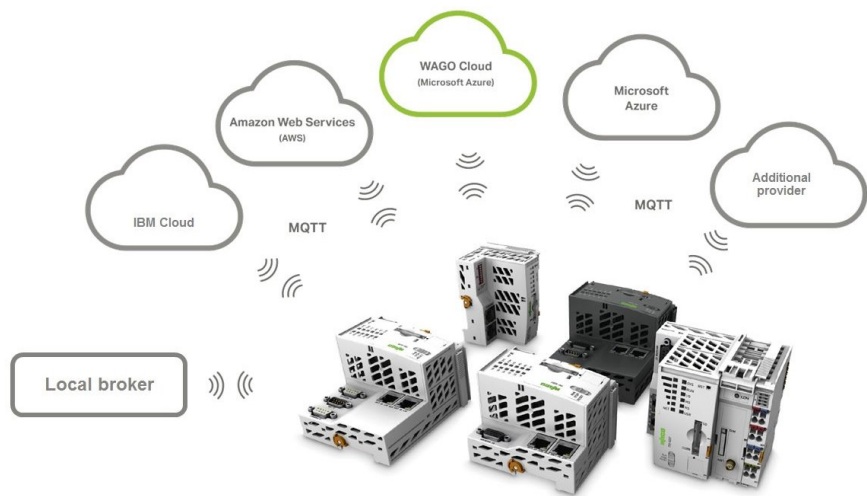 WAGO Cloud
(Microsoft Azure)
Amazon Web Services
(AWS)
Microsoft
Azure
IBM Cloud
Additional
provider
MQTT
MQTT
Local broker